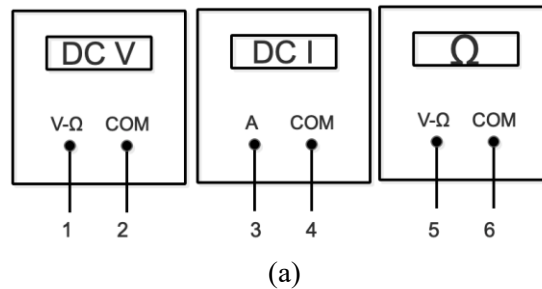 DC V DC I Ω
V-Ω COM A COM V-Ω COM
1 2 3 4 5 6
(a)